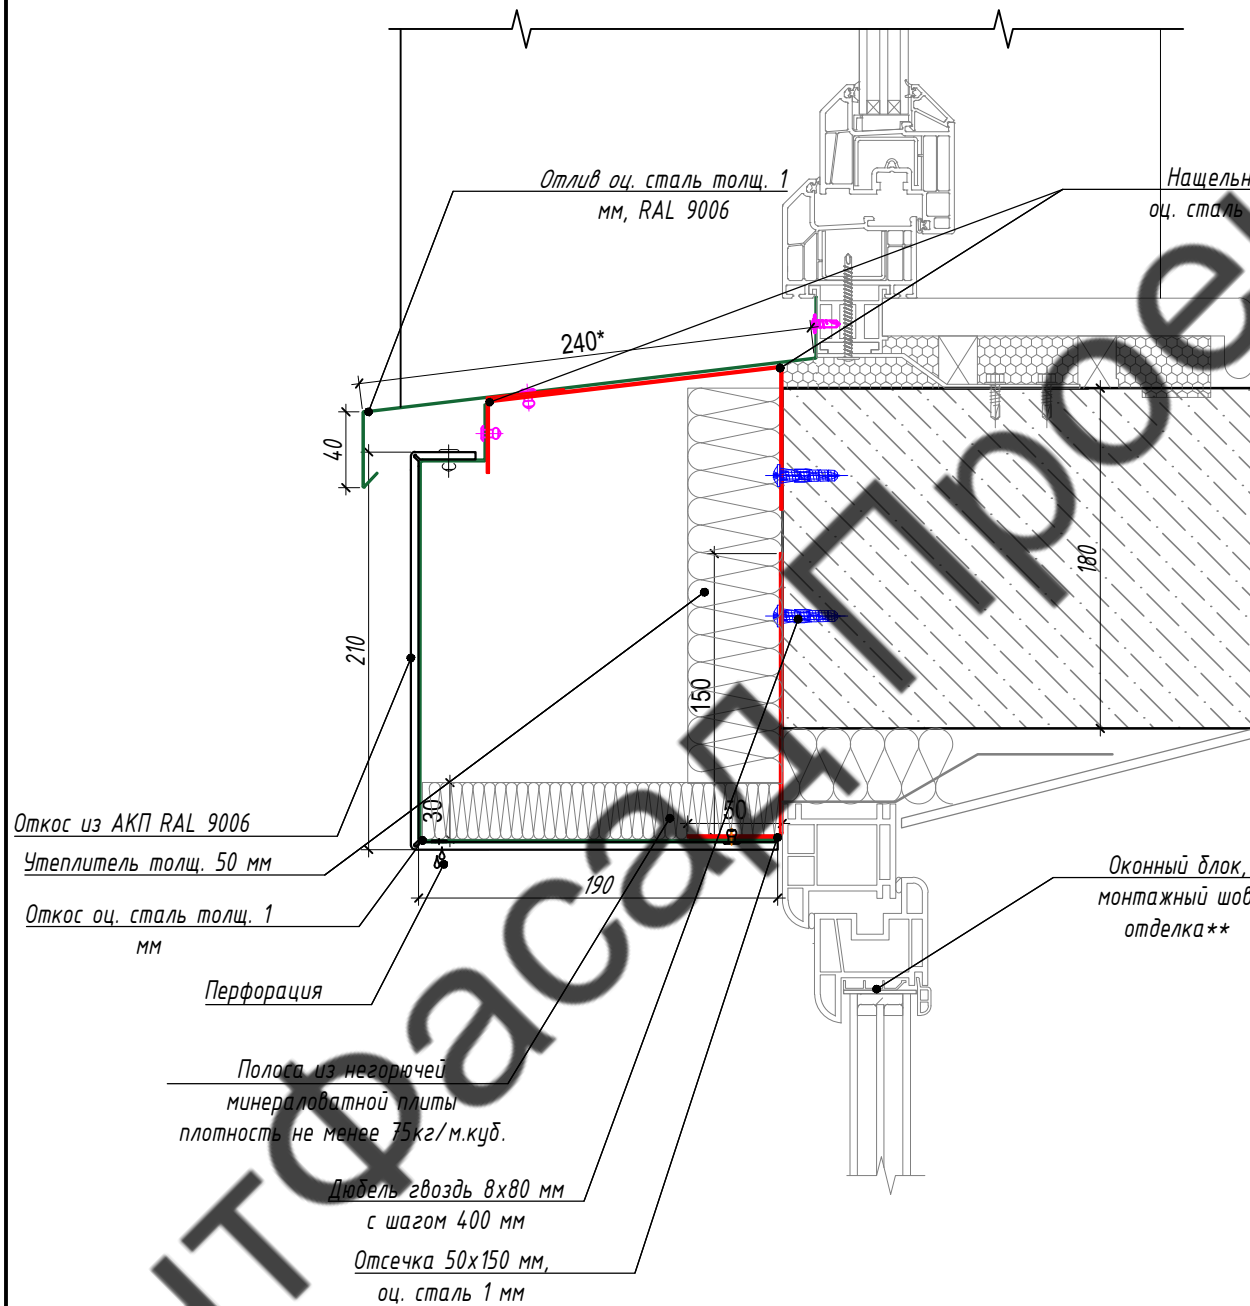 Отлив оц. сталь толщ. 1
мм, RAL 9006
Нащельн
оц. сталь
240*
40
210
180
150
30
50
190
Откос из АКП RAL 9006
Утеплитель толщ. 50 мм
Откос оц. сталь толщ. 1
мм
Перфорация
Оконный блок,
монтажный шов
отделка**
Полоса из негорючей
минераловатной плиты
плотность не менее 75кг/м.куб.
Дюбель гвоздь 8х80 мм
с шагом 400 мм
Отсечка 50х150 мм,
оц. сталь 1 мм
нтФасад Проект